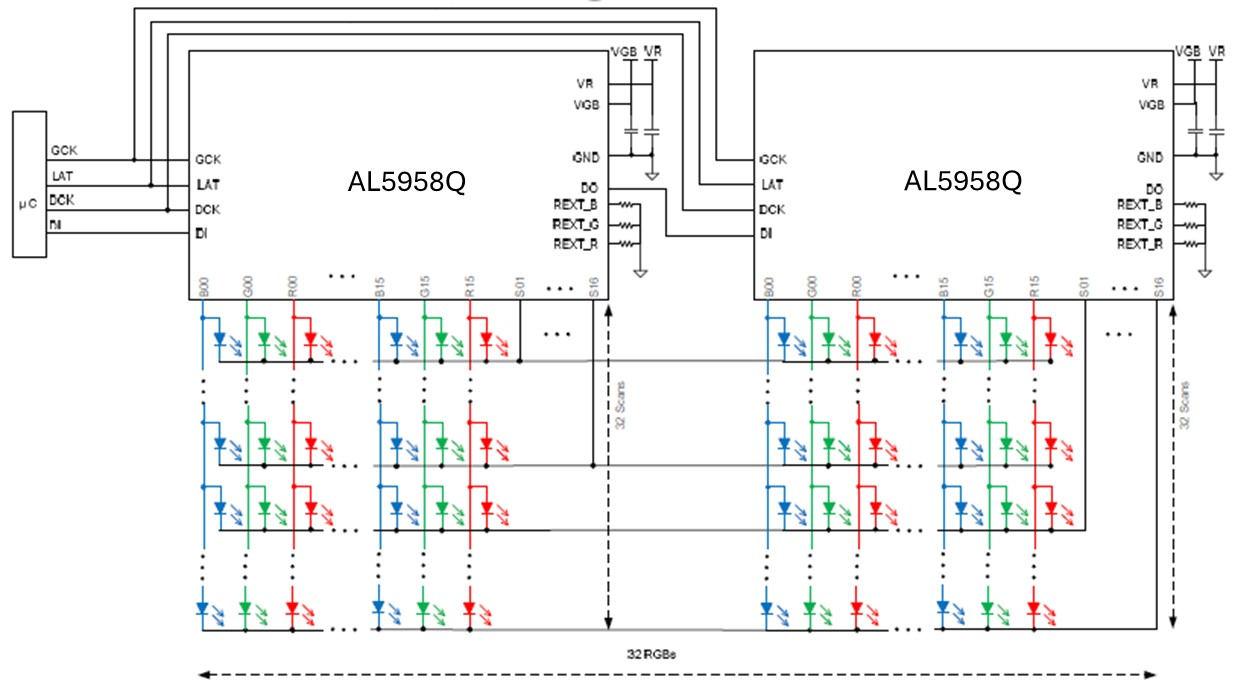 VGB VR
VGB VR
VR
VGB
VR
VGB
GCK
LAT
DCK
DI
µC
GCK
LAT
DCK
DI
AL5958Q
GND
DO
REXT_B
REXT_G
REXT_R
GCK
LAT
DCK
DI
AL5958Q
GND
DO
REXT_B
REXT_G
REXT_R
B00 G00 R00 ... B15 G15 R15 S01 ... S16
B00 G00 R00 ... B15 G15 R15 S01 ... S16
32 Scans
32 Scans
32 RGBs